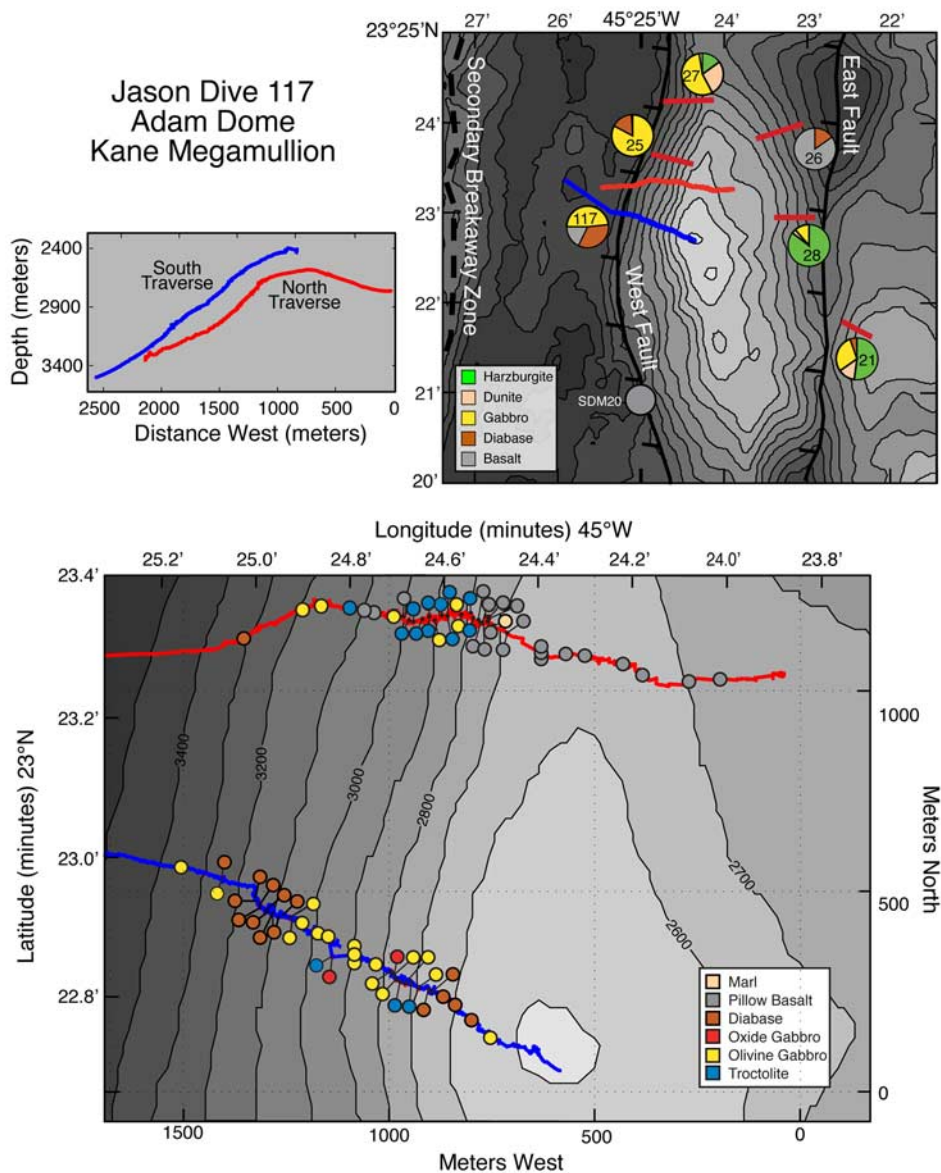 Jason Dive 117
Adam Dome
Kane Megamullion
27’ 26’ 45°25’W 24’ 23’ 22’
23°25’N
24’
23’
22’
21’
20’
Secondary Breakaway Zone
West Fault
East Fault
27
25
26
117
28
21
SDM20
Harzburgite
Dunite
Gabbro
Diabase
Basalt
Depth (meters)
2400
2900
3400
South
Traverse
North
Traverse
2500 2000 1500 1000 500 0
Distance West (meters)
Longitude (minutes) 45°W
25.2’ 25.0’ 24.8’ 24.6’ 24.4’ 24.2’ 24.0’ 23.8’
Latitude (minutes) 23°N
23.4’
23.2’
23.0’
22.8’
3400
3200
3000
2800
2700
2600
1000
500
0
Meters North
Marl
Pillow Basalt
Diabase
Oxide Gabbro
Olivine Gabbro
Troctolite
1500 1000 500 0
Meters West